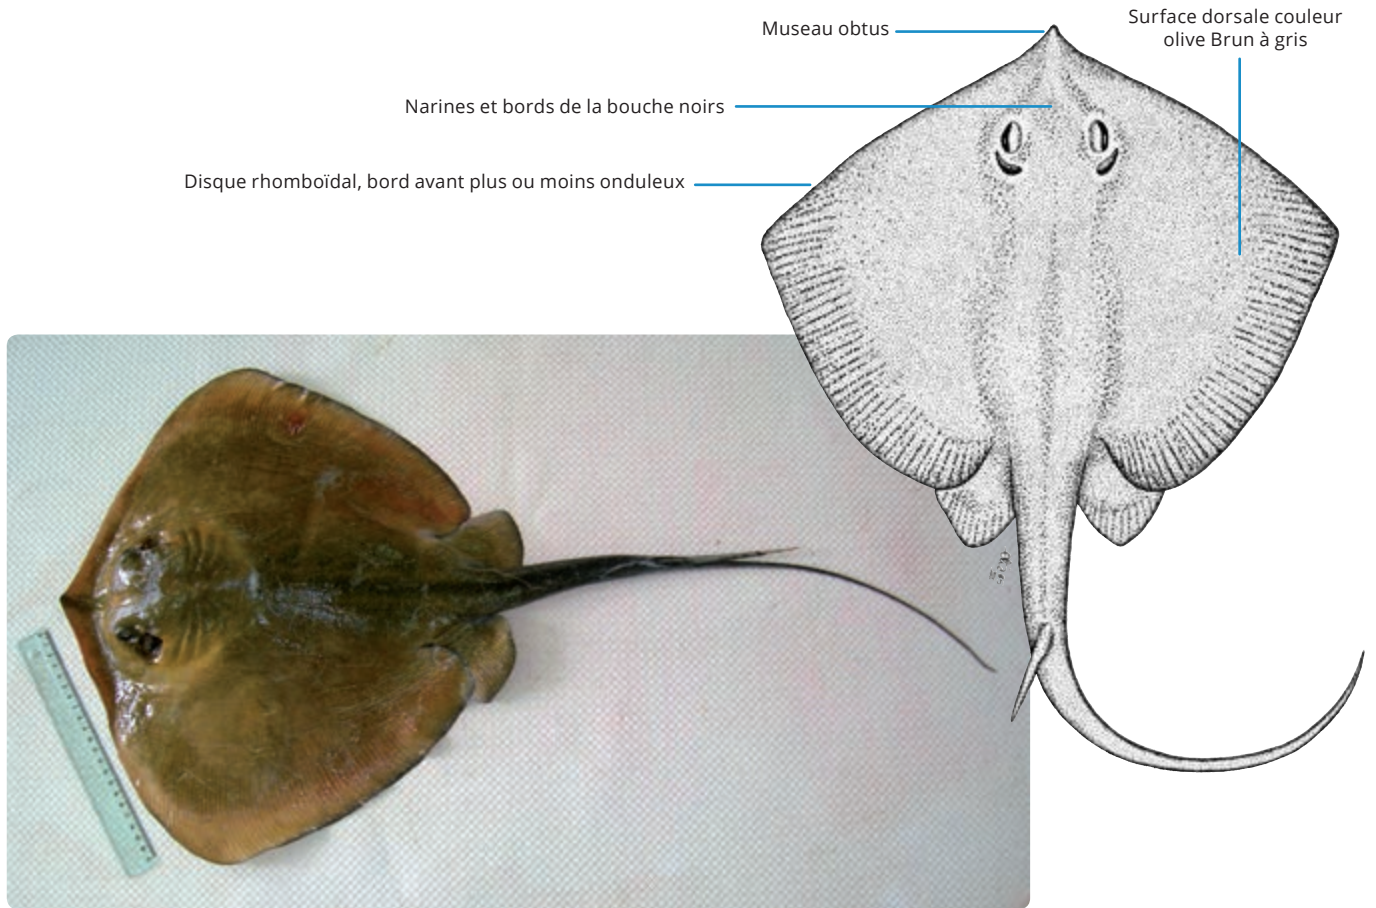 Museau obtus
Surface dorsale couleur
olive Brun à gris
Narines et bords de la bouche noirs
Disque rhomboïdal, bord avant plus ou moins onduleux